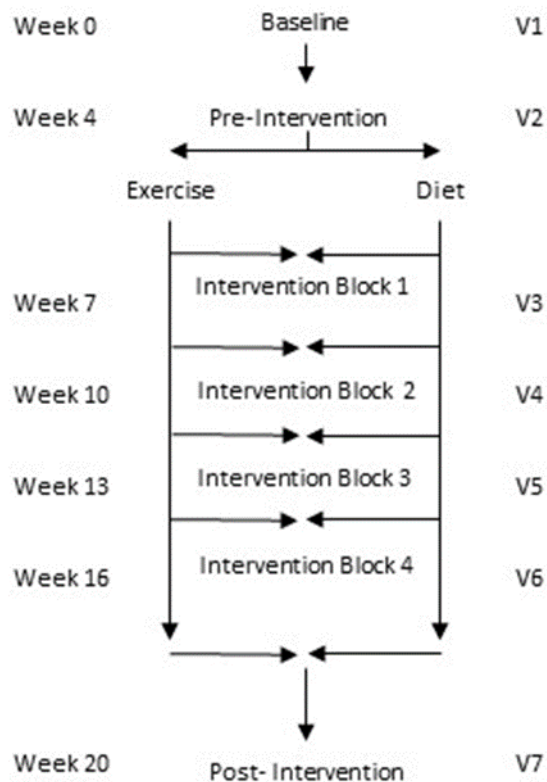 Week 0 Baseline V1
Week 4 Pre-Intervention V2
Exercise Diet
Intervention Block 1
Week 7 V3
Week 10 Intervention Block 2 V4
Week 13 Intervention Block 3 V5
Week 16 Intervention Block 4 V6
Week 20 Post- Intervention V7